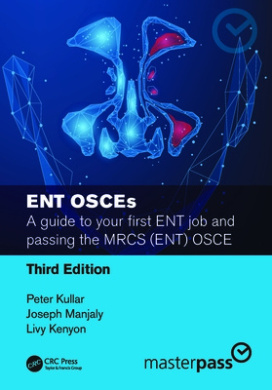 ENT OSCEs
A guide to your first ENT job and
passing the MRCS (ENT) OSCE
Third Edition
Peter Kullar
Joseph Manjaly
Livy Kenyon
CRC Press
Taylor & Francis Group
masterpass